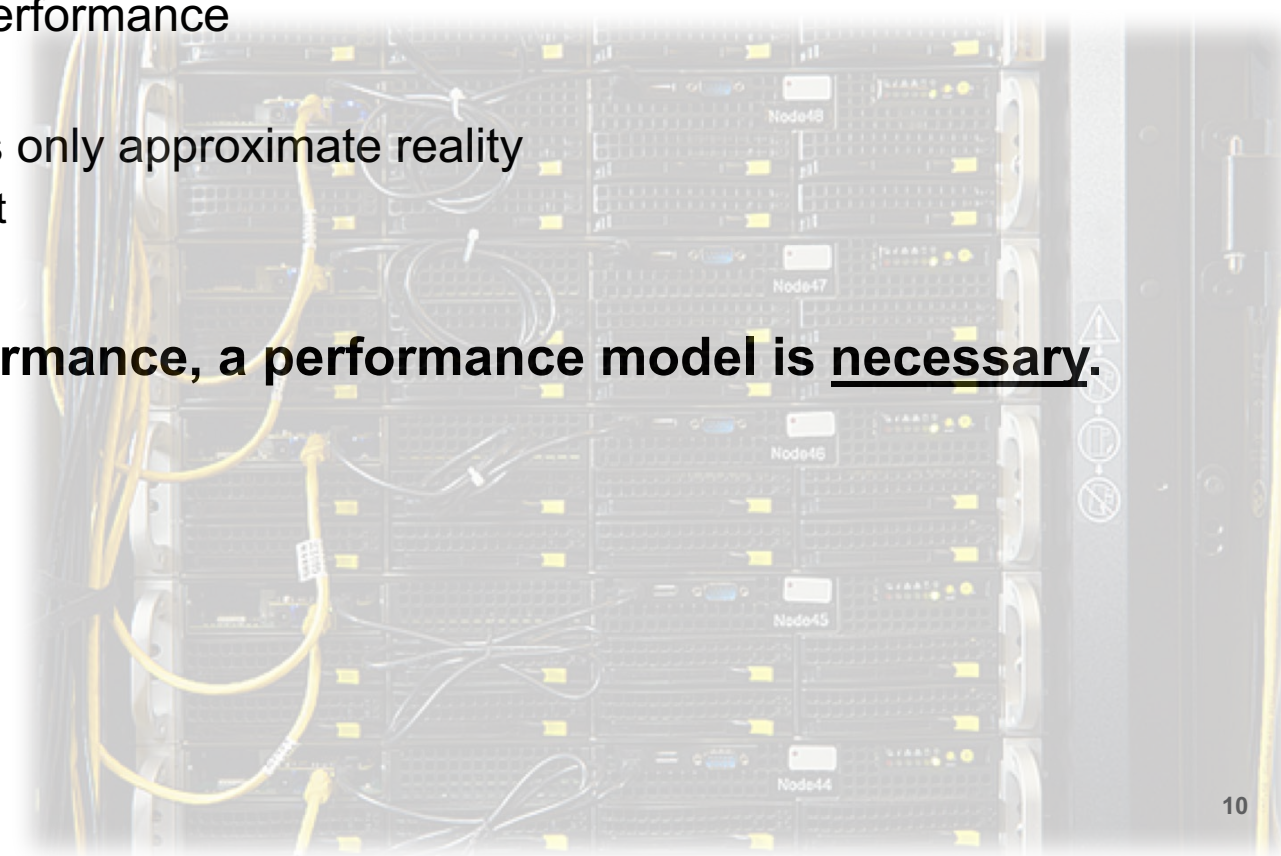 erformance
Node48
s only approximate reality
t
Node47
rmance, a performance model is necessary.
Node46
Node45
Node44
10